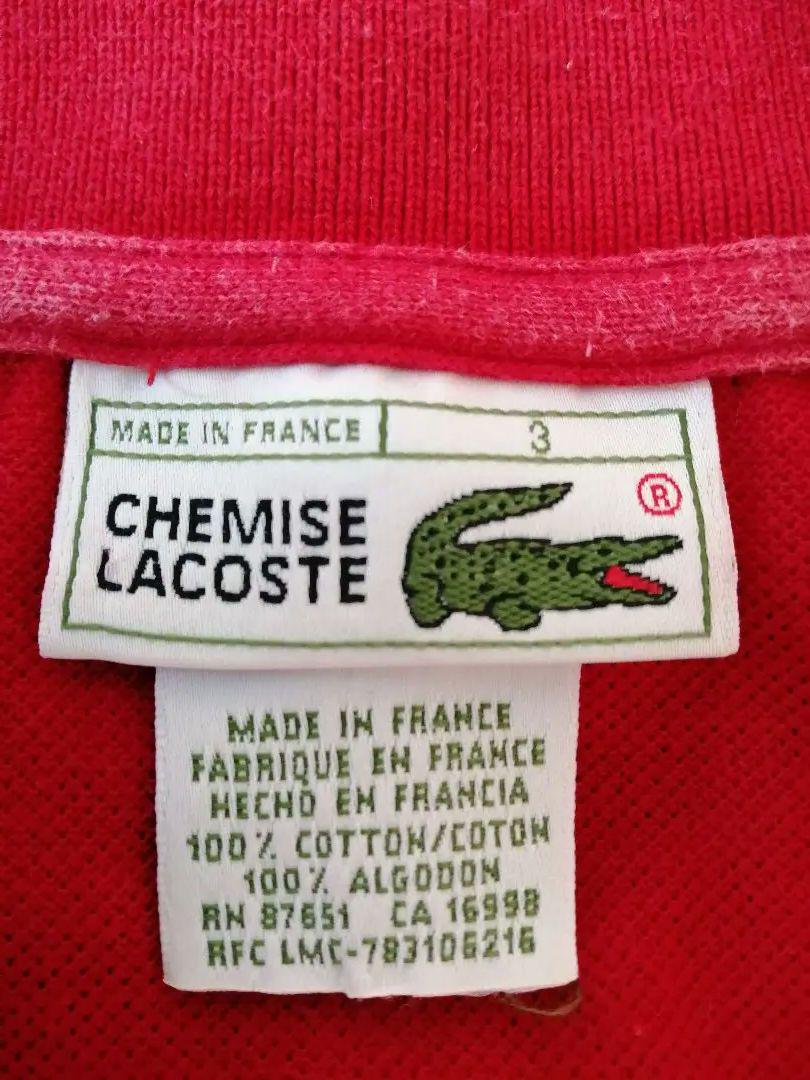 MADE IN FRANCE 3
CHEMISE
LACOSTE
®
MADE IN FRANCE
FABRIQUE EN FRANCE
HECHO EN FRANCIA
100% COTTON/COTON
100% ALGODON
RN 87651 CA 16998
RFC LMC-783106216